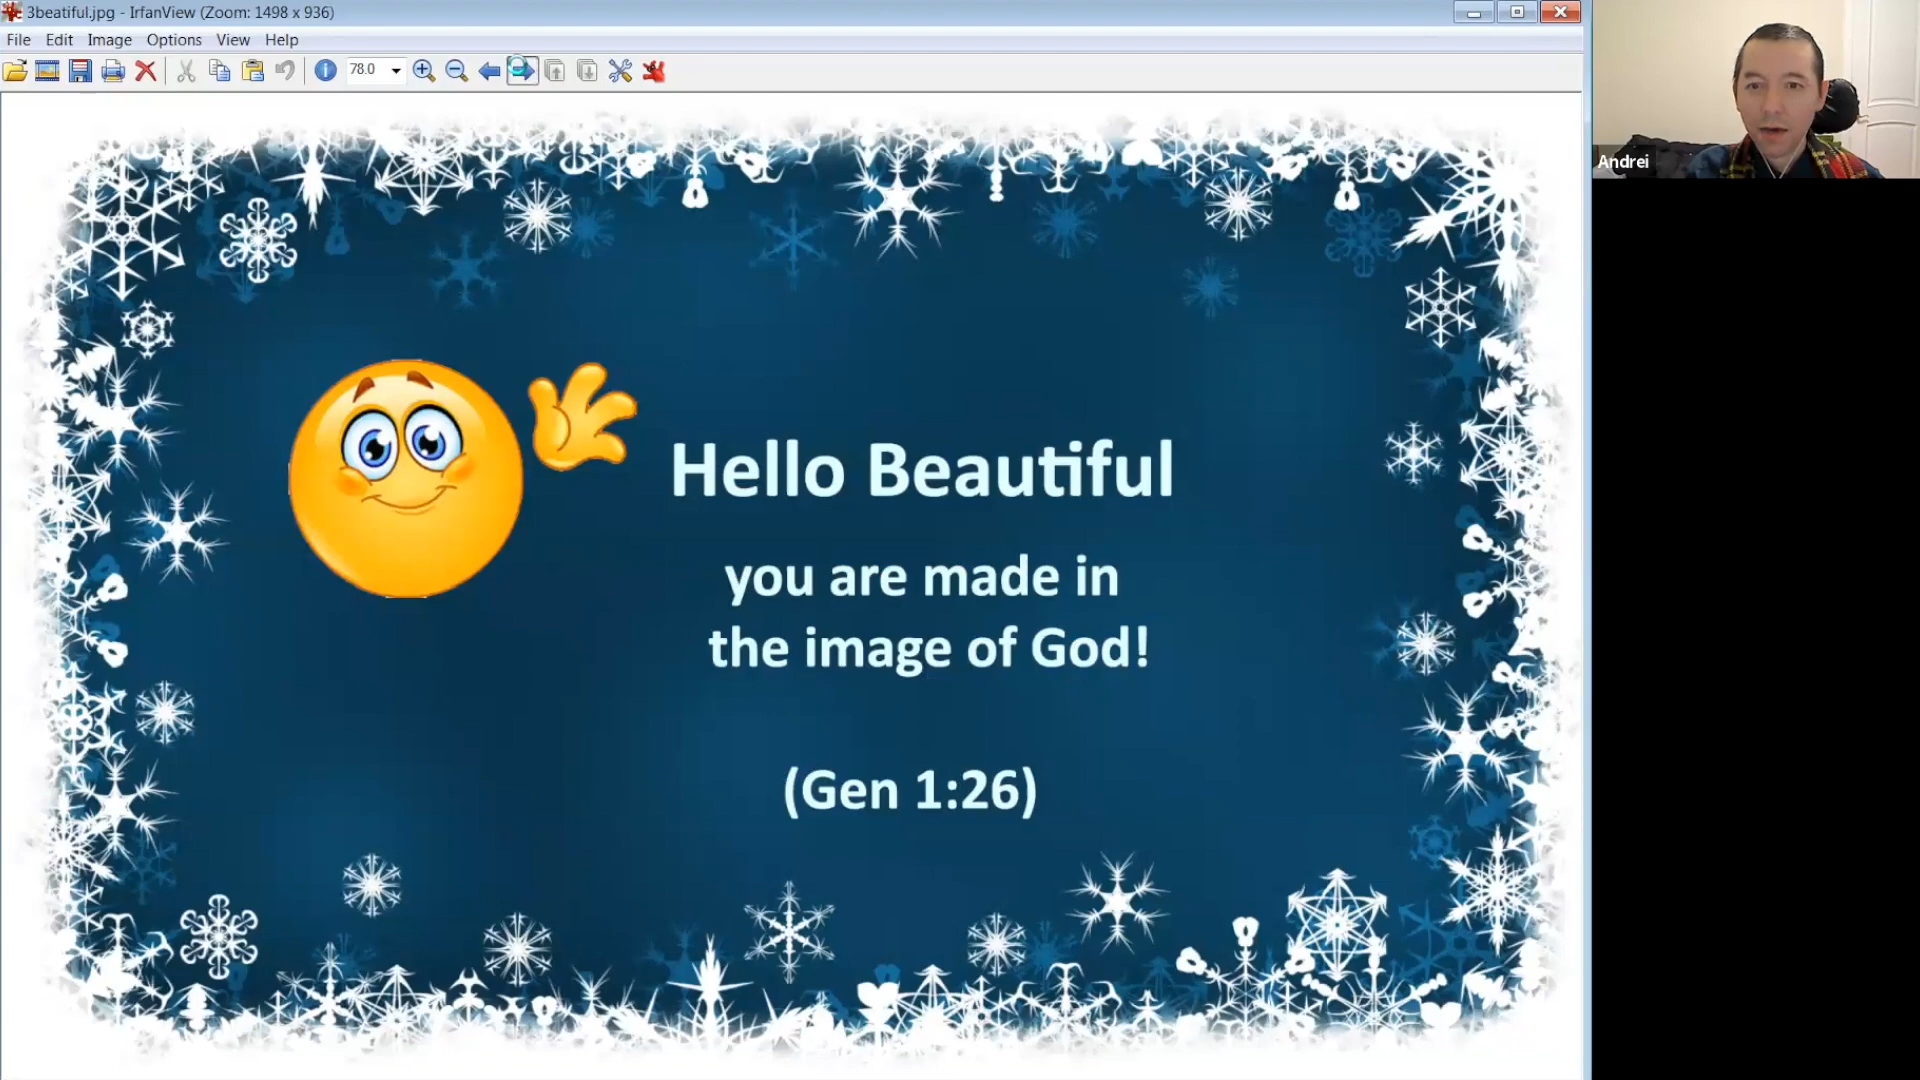 3beatiful.jpg - IrfanView (Zoom: 1498 x 936)
File Edit Image Options View Help
78.0
Andrei
Hello Beautiful
you are made in
the image of God!
(Gen 1:26)